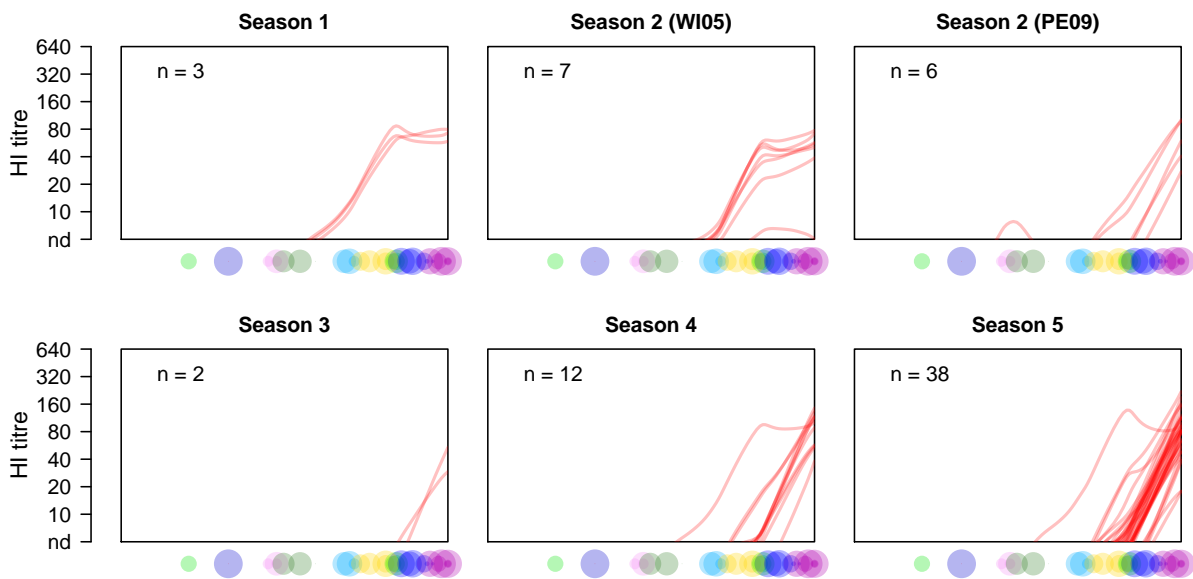 Season 1
Season 2 (WI05)
Season 2 (PE09)
HI titre
640
320
160
80
40
20
10
nd
n = 3
n = 7
n = 6
Season 3
Season 4
Season 5
HI titre
640
320
160
80
40
20
10
nd
n = 2
n = 12
n = 38